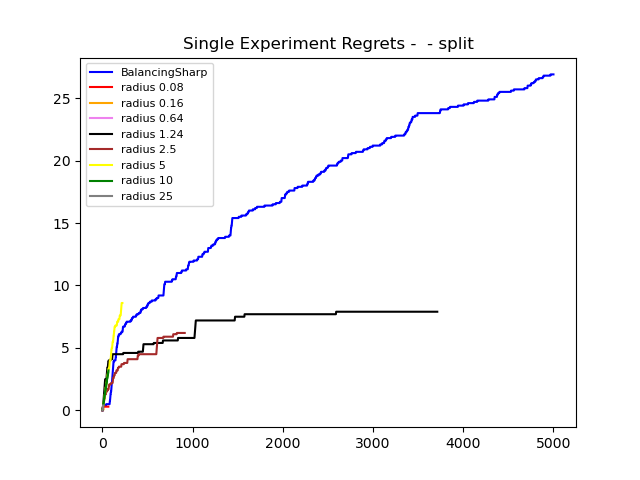 Single Experiment Regrets -  - split
BalancingSharp
radius 0.08
radius 0.16
radius 0.64
radius 1.24
radius 2.5
radius 5
radius 10
radius 25
25
20
15
10
5
0
0 1000 2000 3000 4000 5000